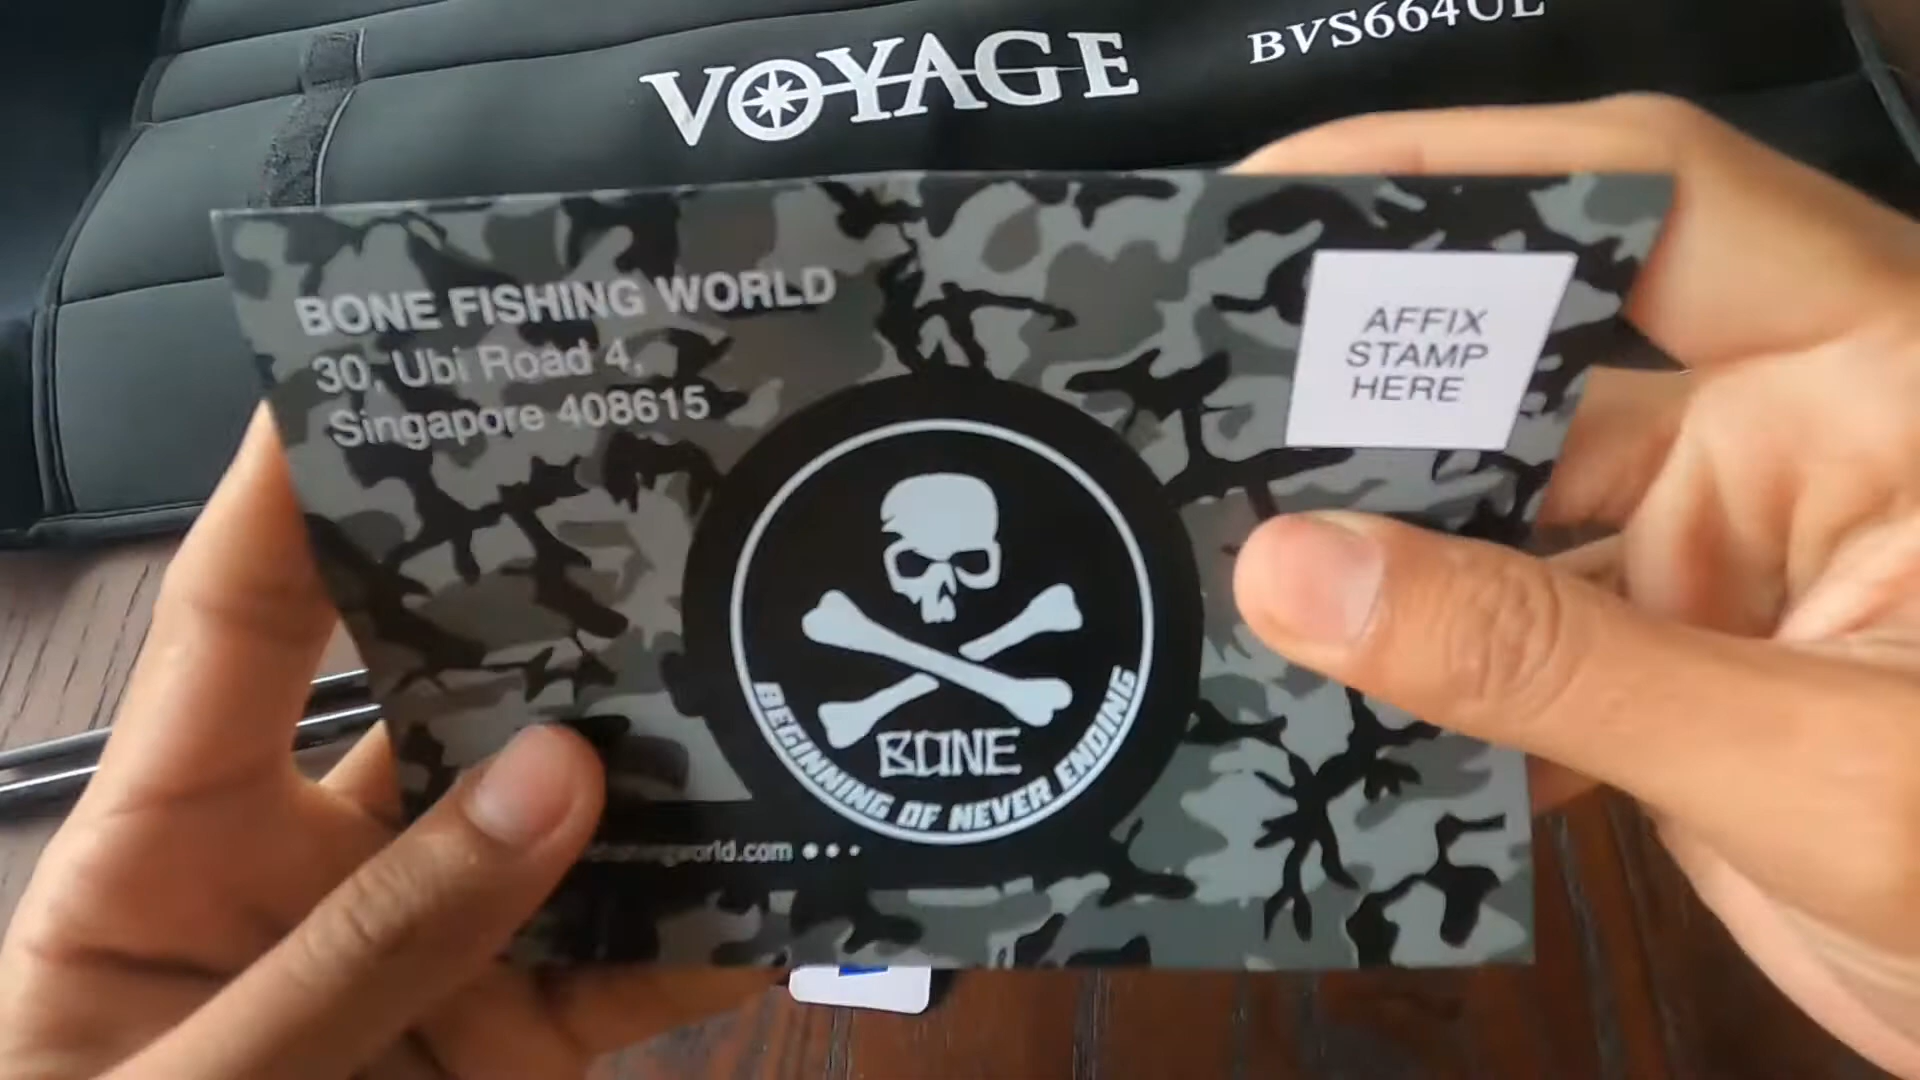 VOYAGE
BVS664UL
BONE FISHING WORLD
30, Ubi Road 4,
Singapore 408615
AFFIX
STAMP
HERE
BONE
BEGINNING OF NEVER ENDING